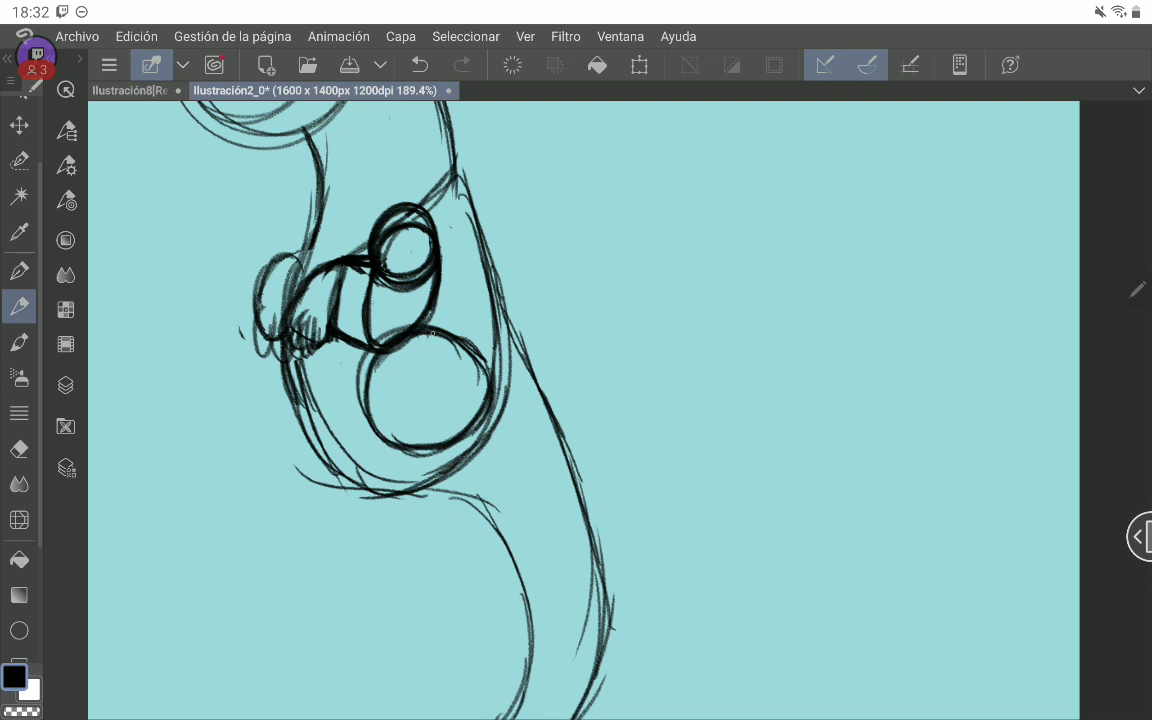 18:32
Archivo Edición Gestión de la página Animación Capa Seleccionar Ver Filtro Ventana Ayuda
3
Ilustración8[Re
Ilustración2_0* (1600 x 1400px 1200dpi 189.4%)